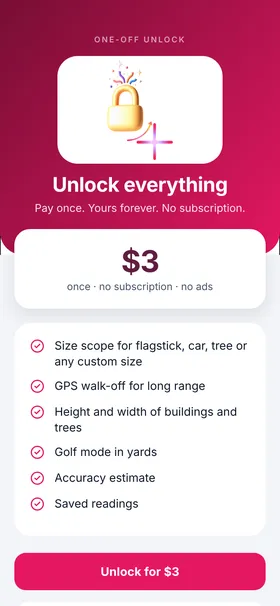 ONE-OFF UNLOCK
Unlock everything
Pay once. Yours forever. No subscription.
$3
once · no subscription · no ads
Size scope for flagstick, car, tree or
any custom size
GPS walk-off for long range
Height and width of buildings and
trees
Golf mode in yards
Accuracy estimate
Saved readings
Unlock for $3